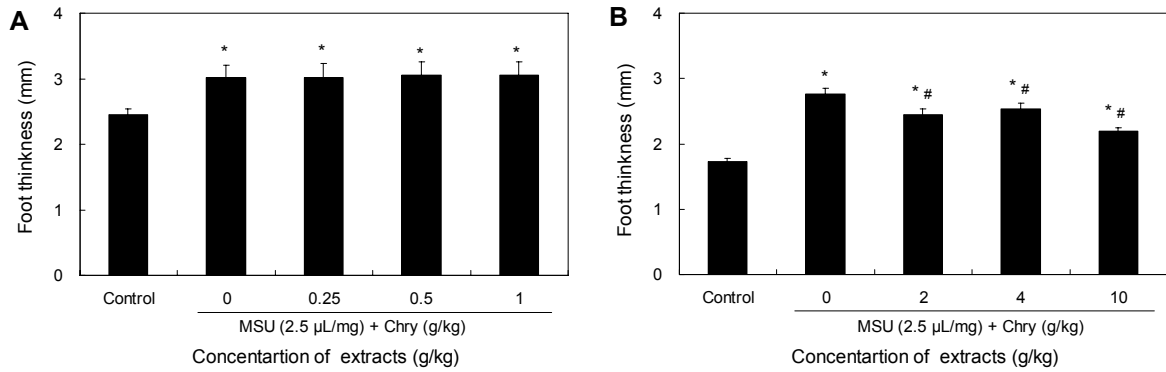 A
4
3
2
1
0
Foot thinkness (mm)
* * * *
Control 0 0.25 0.5 1
MSU (2.5 µL/mg) + Chry (g/kg)
Concentartion of extracts (g/kg)
B
4
3
2
1
0
Foot thinkness (mm)
* * # * # * #
Control 0 2 4 10
MSU (2.5 µL/mg) + Chry (g/kg)
Concentartion of extracts (g/kg)